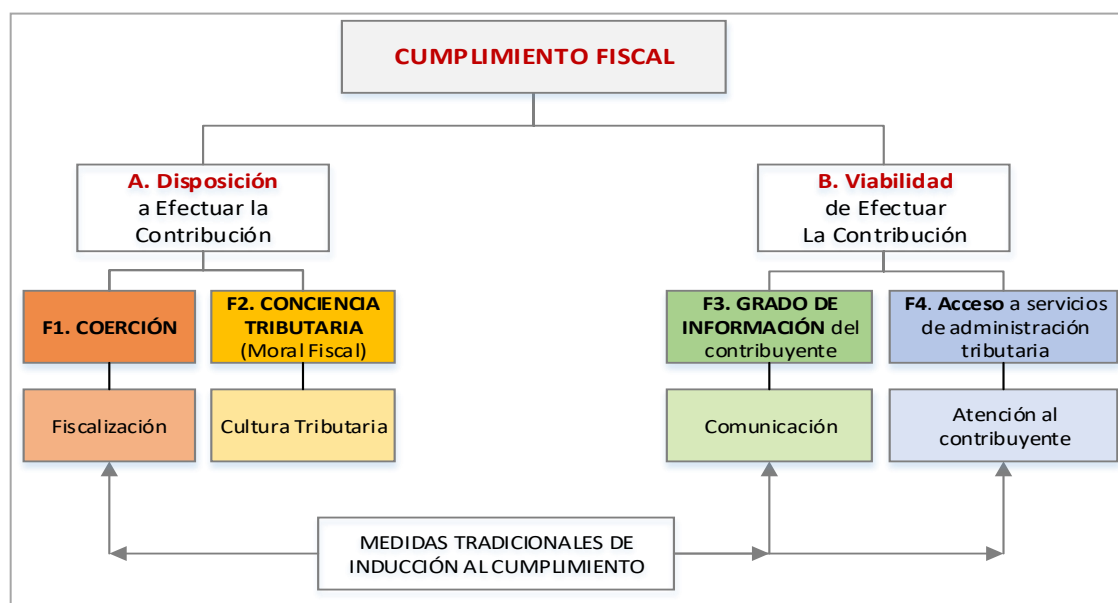 CUMPLIMIENTO FISCAL
A. Disposición
a Efectuar la
Contribución
B. Viabilidad
de Efectuar
La Contribución
F1. COERCIÓN
F2. CONCIENCIA
TRIBUTARIA
(Moral Fiscal)
F3. GRADO DE
INFORMACIÓN del
contribuyente
F4. Acceso a servicios
de administración
tributaria
Fiscalización
Cultura Tributaria
Comunicación
Atención al
contribuyente
MEDIDAS TRADICIONALES DE
INDUCCIÓN AL CUMPLIMIENTO